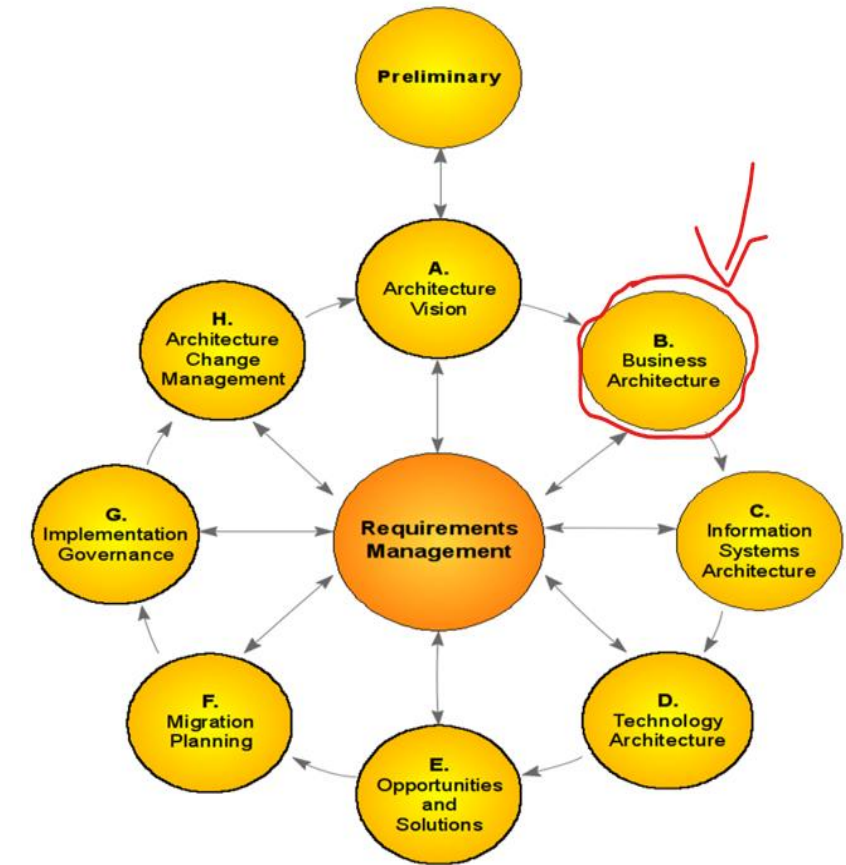 Preliminary
A.
Architecture
Vision
B.
Business
Architecture
C.
Information
Systems
Architecture
D.
Technology
Architecture
E.
Opportunities
and
Solutions
F.
Migration
Planning
G.
Implementation
Governance
H.
Architecture
Change
Management
Requirements
Management